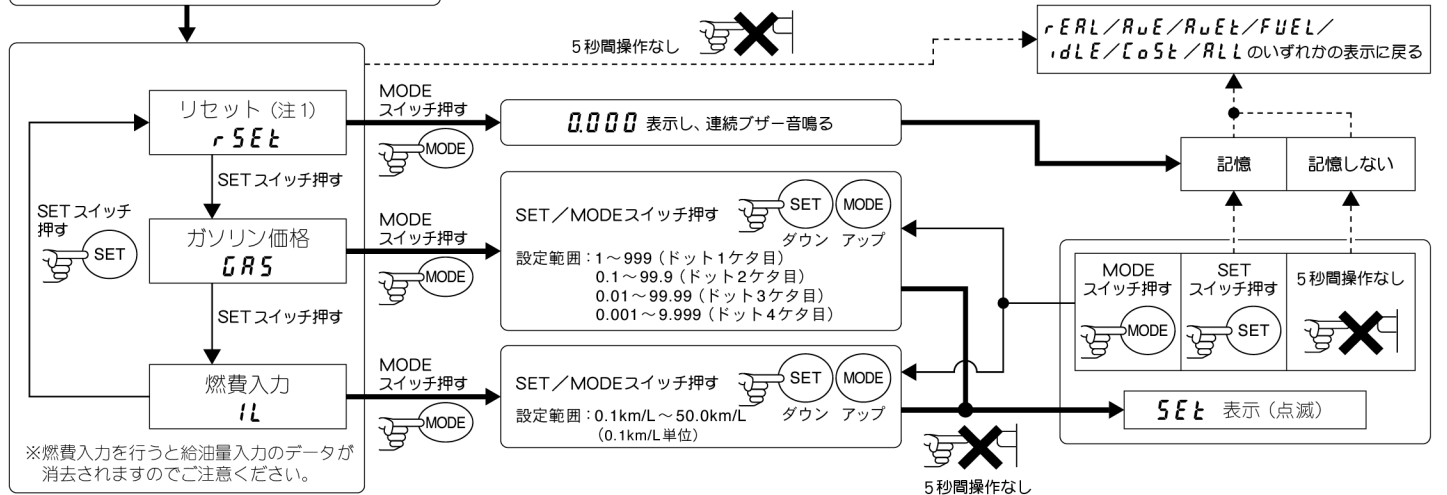 5秒間操作なし
rEAL／AvE／AvEt／FUEL／
idLE／CoSt／ALLのいずれかの表示に戻る
リセット（注1）
rSEt
MODE
スイッチ押す
MODE
0.000 表示し、連続ブザー音鳴る
記憶
記憶しない
SETスイッチ押す
SETスイッチ
押す
SET
ガソリン価格
GAS
MODE
スイッチ押す
MODE
SET／MODEスイッチ押す
SET
MODE
ダウン
アップ
設定範囲：1～999（ドット1ケタ目）
0.1～99.9（ドット2ケタ目）
0.01～99.99（ドット3ケタ目）
0.001～9.999（ドット4ケタ目）
MODE
スイッチ押す
MODE
SET
スイッチ押す
SET
5秒間操作なし
SETスイッチ押す
燃費入力
1L
MODE
スイッチ押す
MODE
SET／MODEスイッチ押す
SET
MODE
ダウン
アップ
設定範囲：0.1km/L～50.0km/L
（0.1km/L単位）
SEt 表示（点滅）
5秒間操作なし
※燃費入力を行うと給油量入力のデータが
消去されますのでご注意ください。